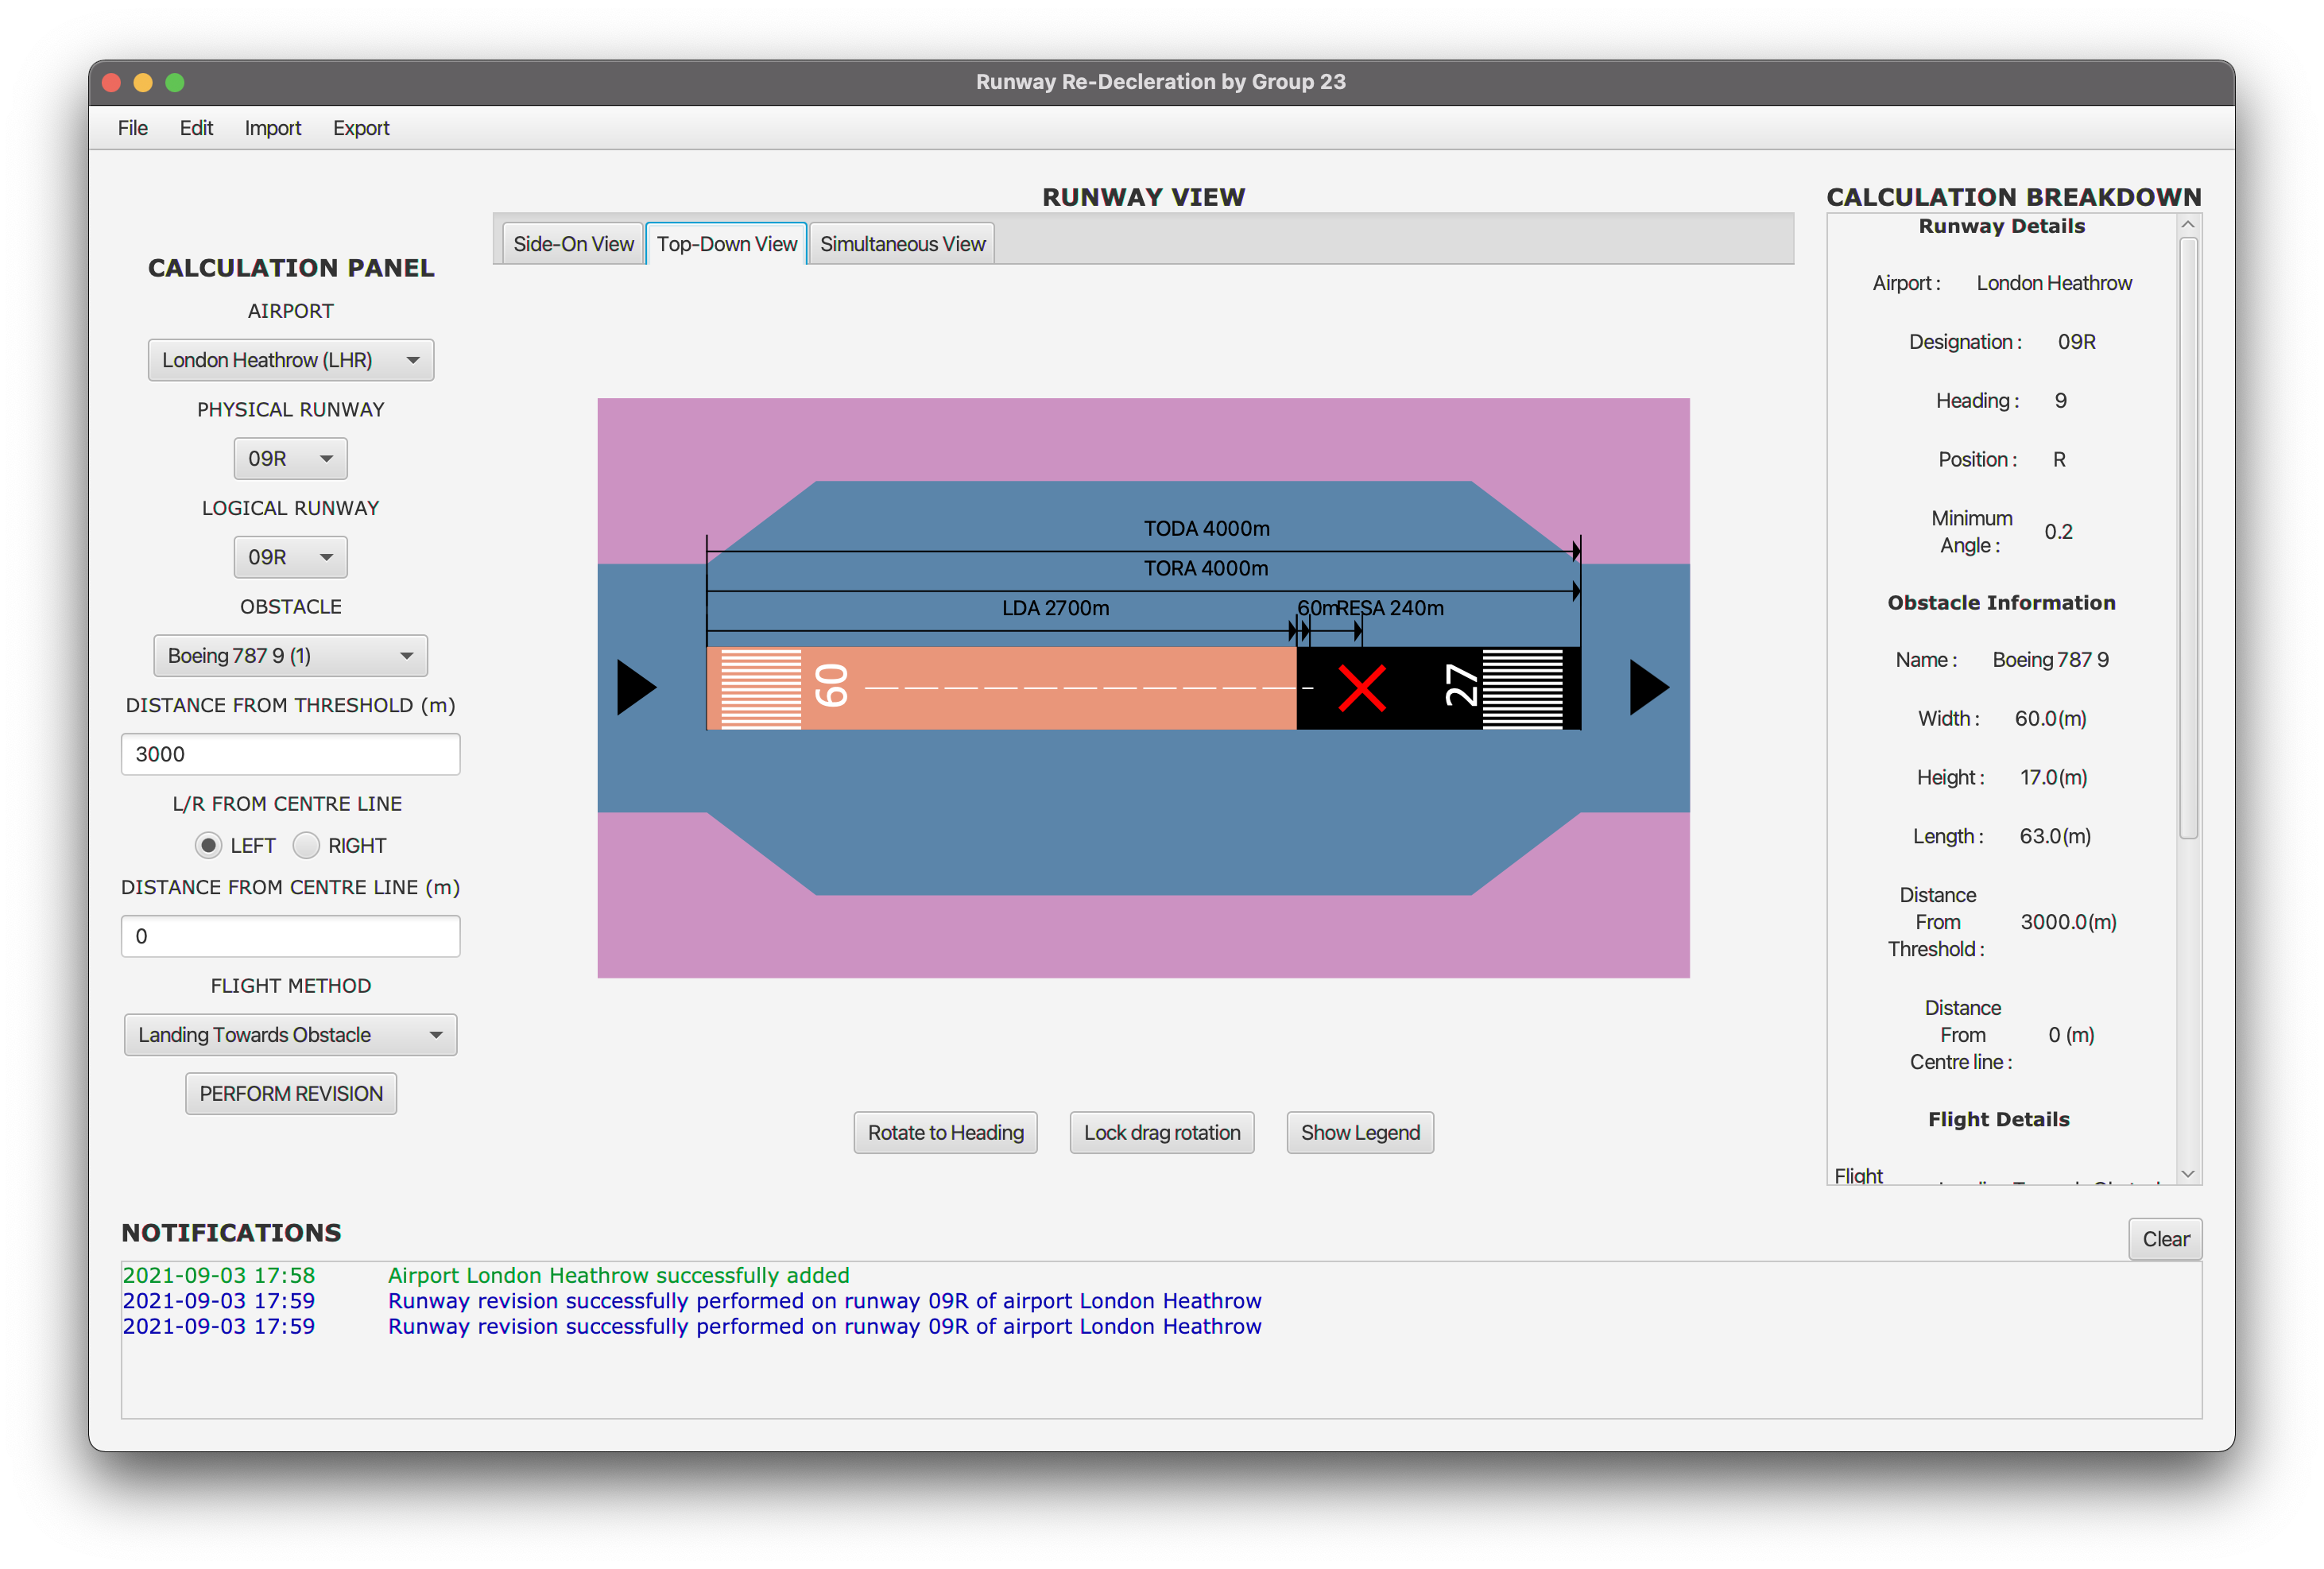 Runway Re-Decleration by Group 23
File Edit Import Export
CALCULATION PANEL
AIRPORT
London Heathrow (LHR)
PHYSICAL RUNWAY
09R
LOGICAL RUNWAY
09R
OBSTACLE
Boeing 787 9 (1)
DISTANCE FROM THRESHOLD (m)
3000
L/R FROM CENTRE LINE
LEFT RIGHT
DISTANCE FROM CENTRE LINE (m)
0
FLIGHT METHOD
Landing Towards Obstacle
PERFORM REVISION
RUNWAY VIEW
Side-On View Top-Down View Simultaneous View
TODA 4000m
TORA 4000m
LDA 2700m 60m RESA 240m
09 27
Rotate to Heading Lock drag rotation Show Legend
CALCULATION BREAKDOWN
Runway Details
Airport : London Heathrow
Designation : 09R
Heading : 9
Position : R
Minimum
Angle : 0.2
Obstacle Information
Name : Boeing 787 9
Width : 60.0(m)
Height : 17.0(m)
Length : 63.0(m)
Distance
From
Threshold : 3000.0(m)
Distance
From
Centre line : 0 (m)
Flight Details
Flight
NOTIFICATIONS
Clear
2021-09-03 17:58 Airport London Heathrow successfully added
2021-09-03 17:59 Runway revision successfully performed on runway 09R of airport London Heathrow
2021-09-03 17:59 Runway revision successfully performed on runway 09R of airport London Heathrow